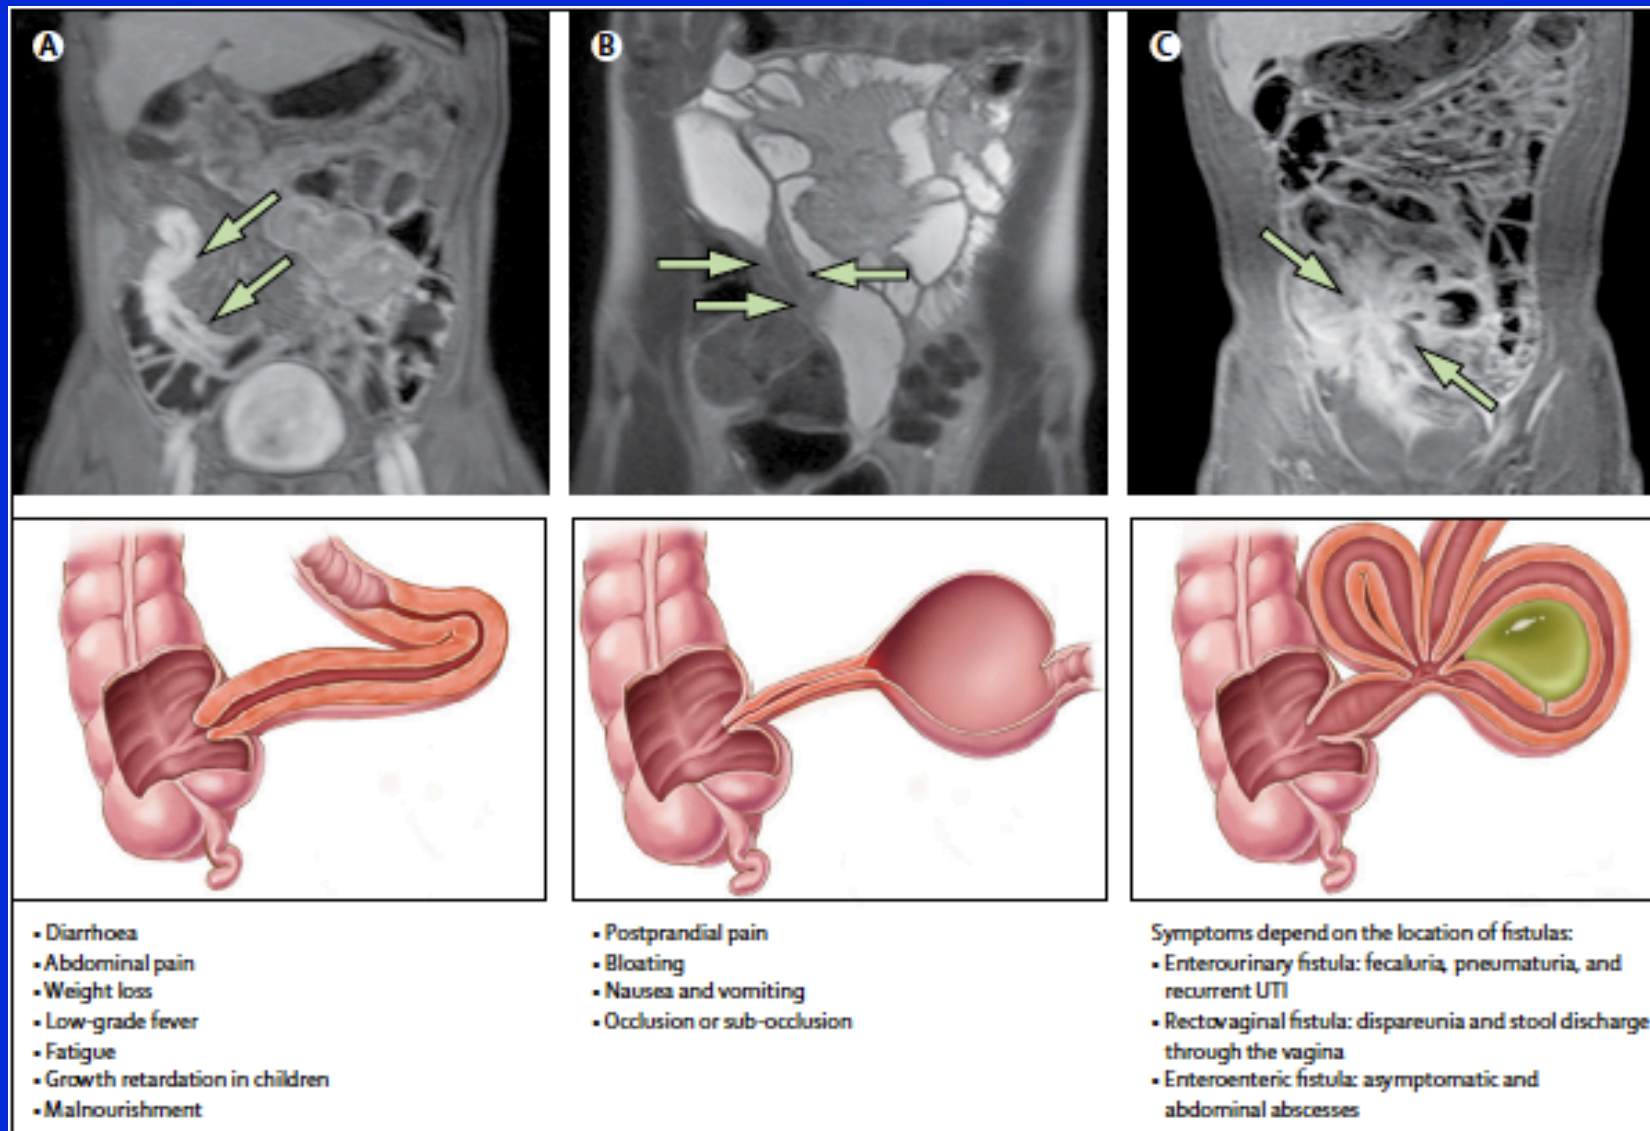 A
B
C
▪ Diarrhoea
▪ Abdominal pain
▪ Weight loss
▪ Low-grade fever
▪ Fatigue
▪ Growth retardation in children
▪ Malnourishment
▪ Postprandial pain
▪ Bloating
▪ Nausea and vomiting
▪ Occlusion or sub-occlusion
Symptoms depend on the location of fistulas:
▪ Enterourinary fistula: fecaluria, pneumaturia, and
recurrent UTI
▪ Rectovaginal fistula: dispareunia and stool discharge
through the vagina
▪ Enteroenteric fistula: asymptomatic and
abdominal abscesses